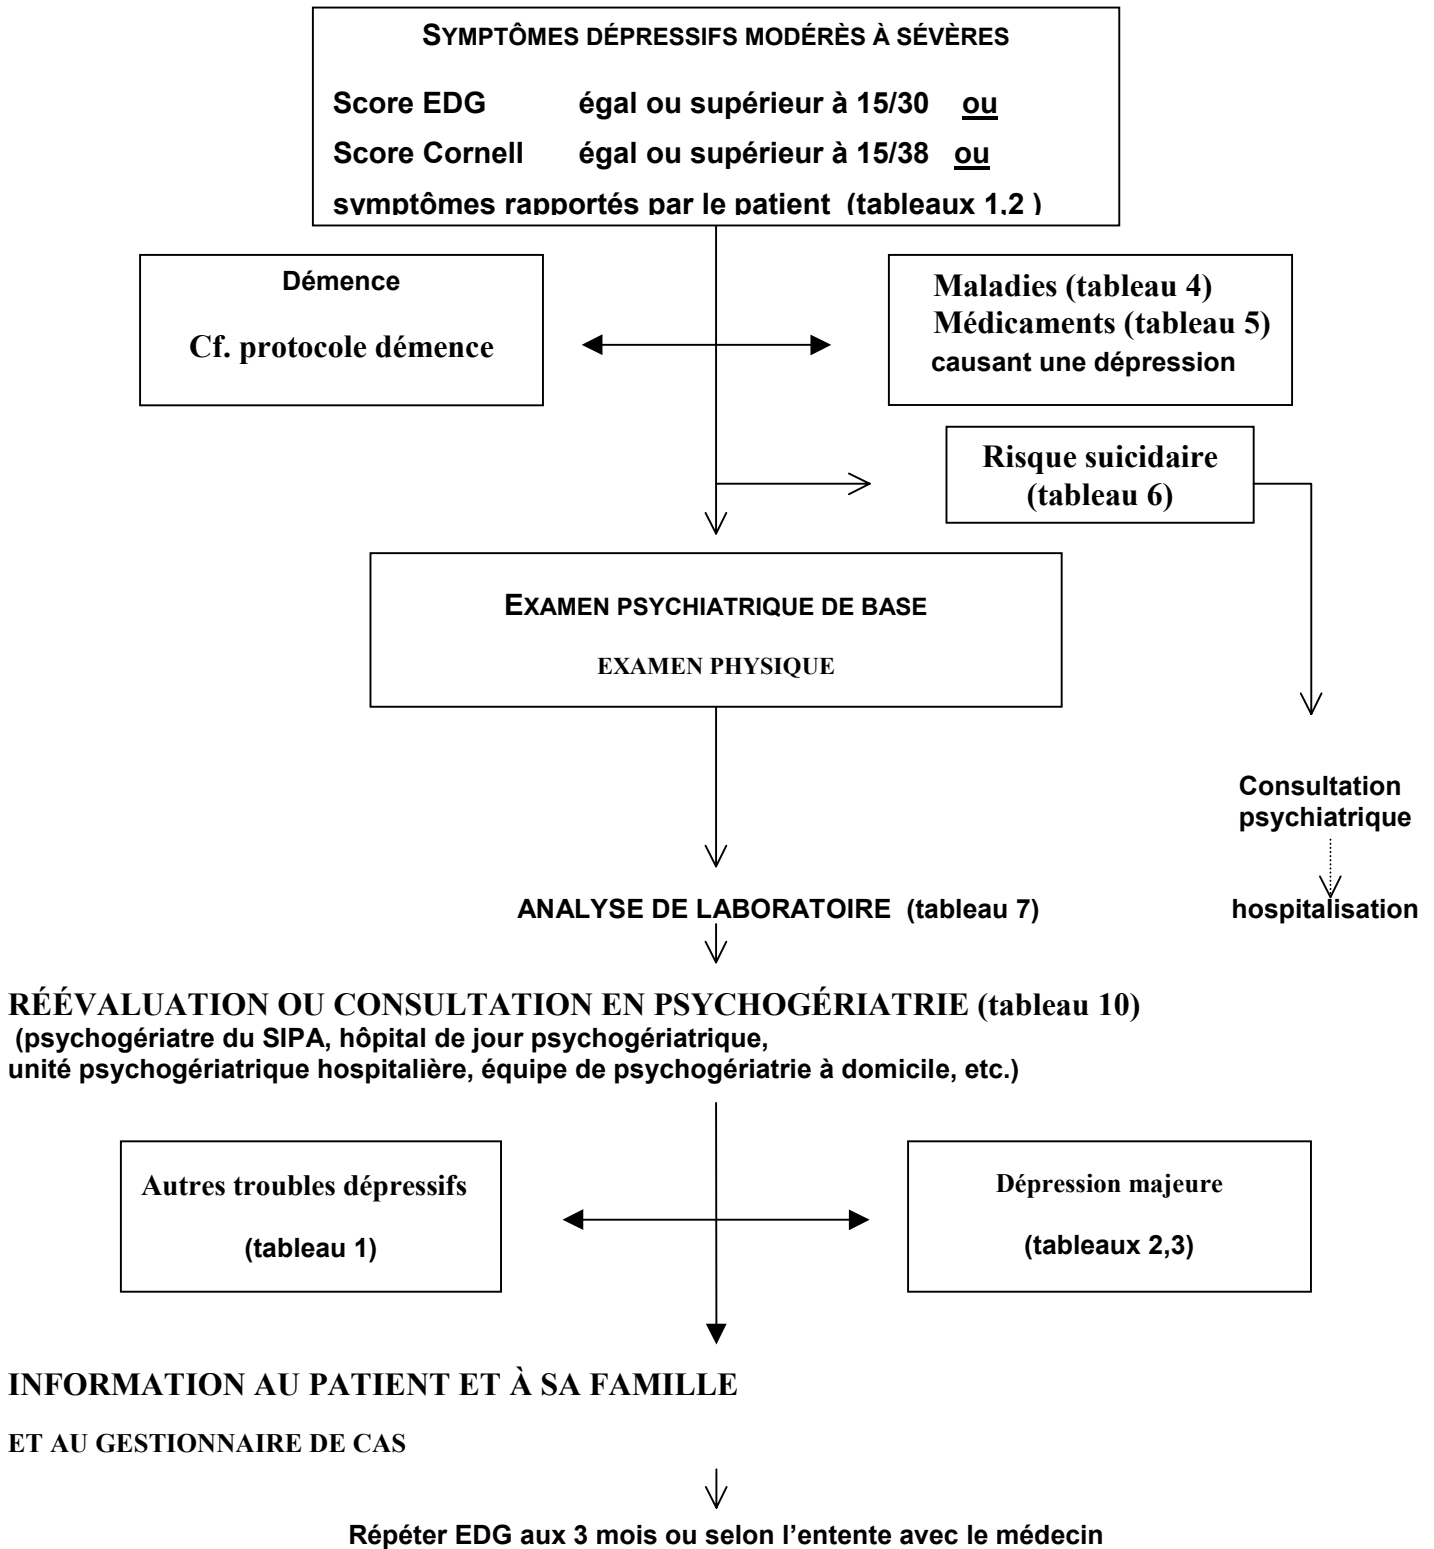 SYMPTÔMES DÉPRESSIFS MODÉRÈS À SÉVÈRES
Score EDG égal ou supérieur à 15/30 ou
Score Cornell égal ou supérieur à 15/38 ou
symptômes rapportés par le patient (tableaux 1,2 )
Démence
Cf. protocole démence
Maladies (tableau 4)
Médicaments (tableau 5)
causant une dépression
Risque suicidaire
(tableau 6)
EXAMEN PSYCHIATRIQUE DE BASE
EXAMEN PHYSIQUE
Consultation
psychiatrique
ANALYSE DE LABORATOIRE (tableau 7)
hospitalisation
RÉÉVALUATION OU CONSULTATION EN PSYCHOGÉRIATRIE (tableau 10)
(psychogériatre du SIPA, hôpital de jour psychogériatrique,
unité psychogériatrique hospitalière, équipe de psychogériatrie à domicile, etc.)
Autres troubles dépressifs
(tableau 1)
Dépression majeure
(tableaux 2,3)
INFORMATION AU PATIENT ET À SA FAMILLE
ET AU GESTIONNAIRE DE CAS
Répéter EDG aux 3 mois ou selon l’entente avec le médecin